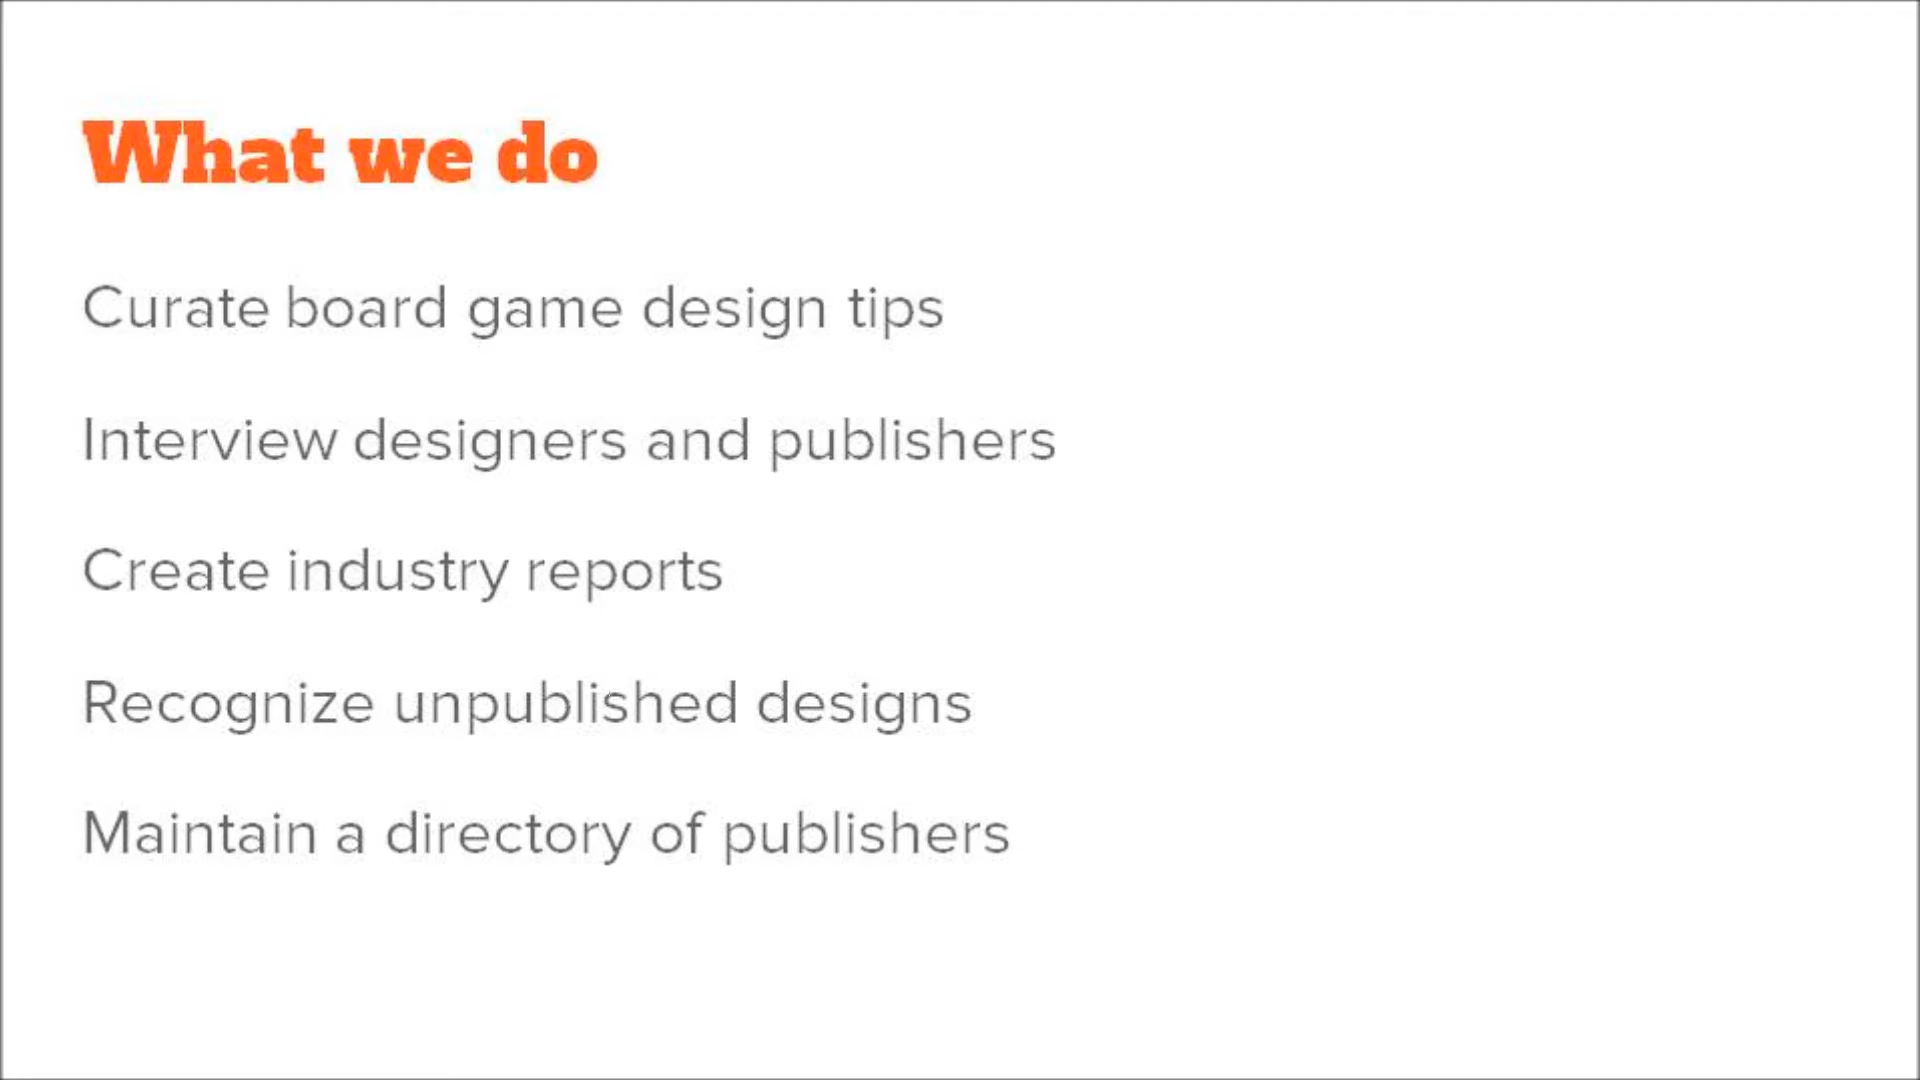 What we do
Curate board game design tips
Interview designers and publishers
Create industry reports
Recognize unpublished designs
Maintain a directory of publishers